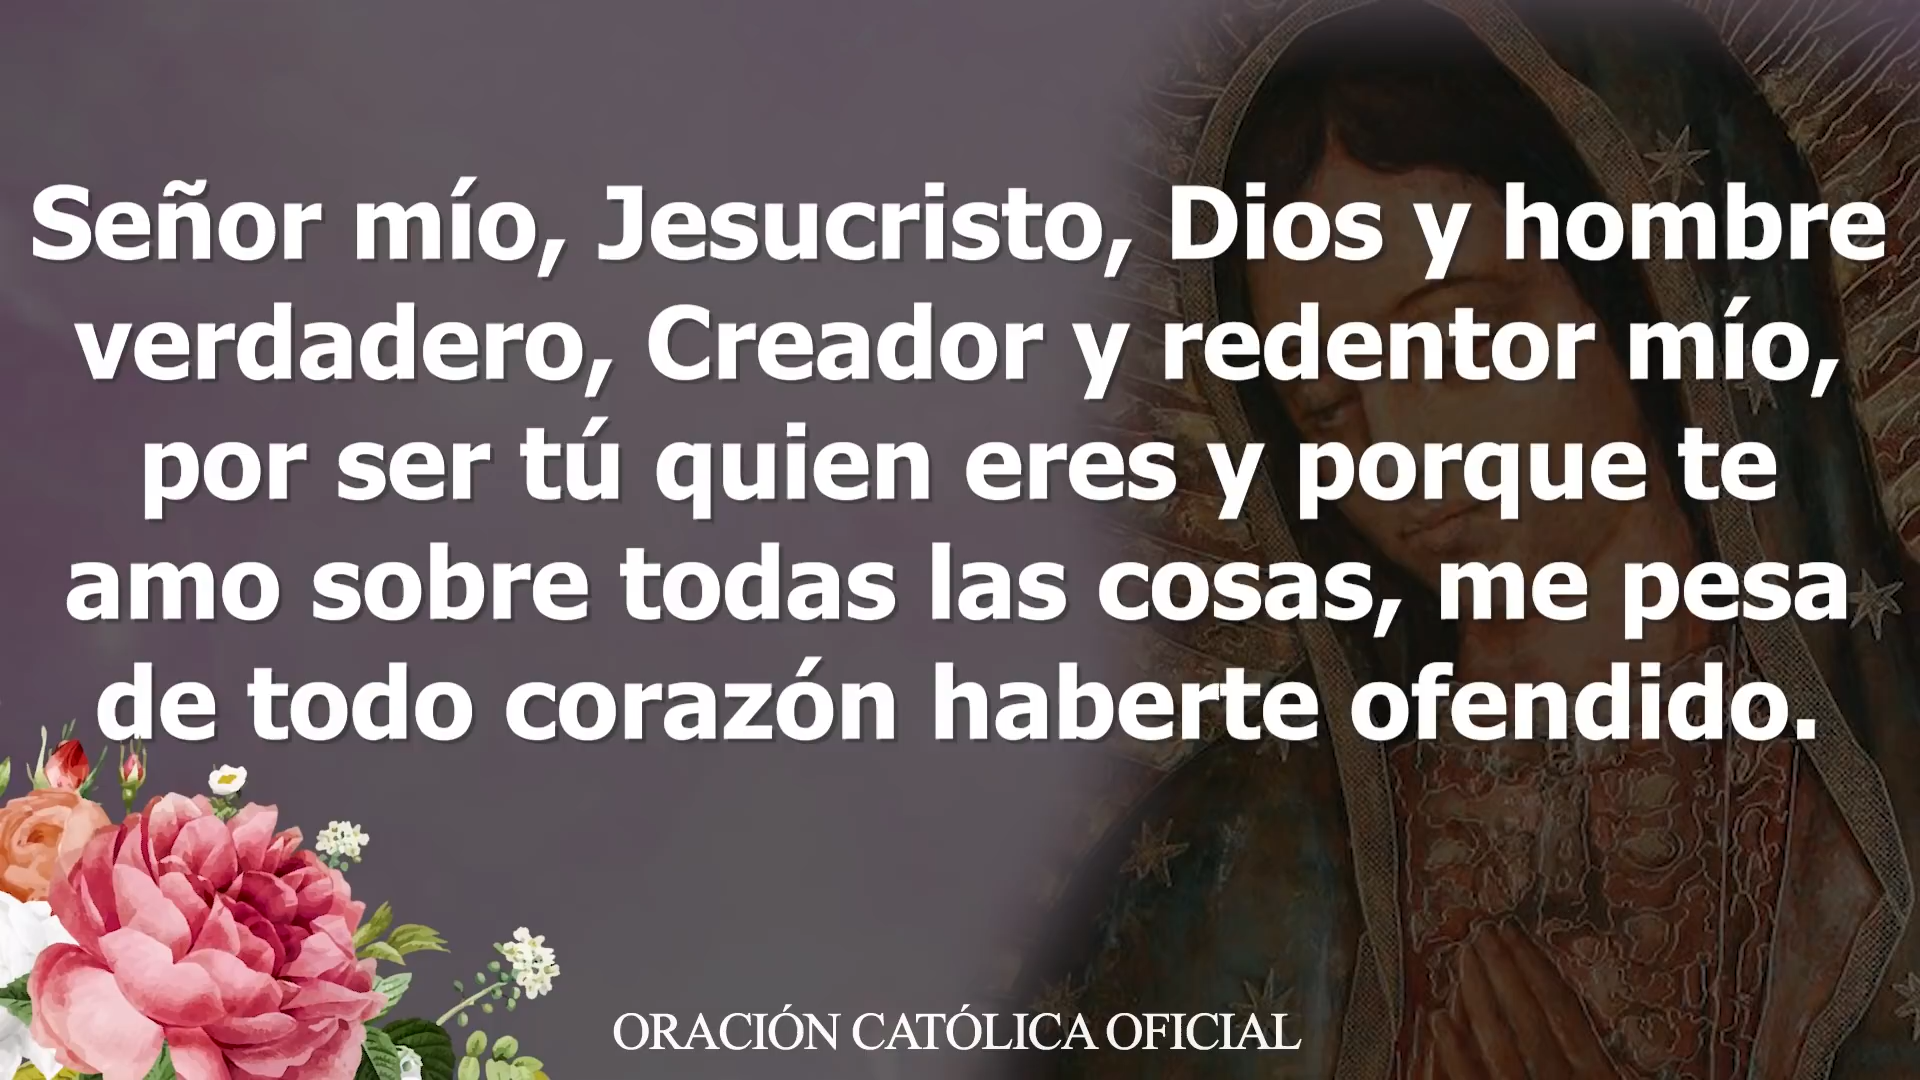 Señor mío, Jesucristo, Dios y hombre
verdadero, Creador y redentor mío,
por ser tú quien eres y porque te
amo sobre todas las cosas, me pesa
de todo corazón haberte ofendido.
ORACIÓN CATÓLICA OFICIAL